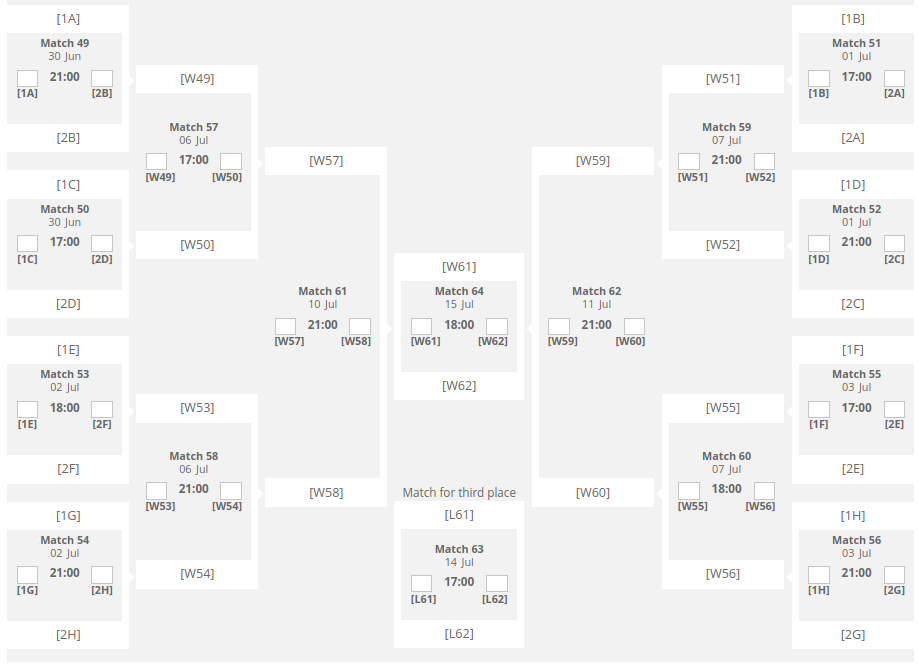 [1A]
Match 49
30 Jun
21:00
[1A] [2B]
[2B]
[1C]
Match 50
30 Jun
17:00
[1C] [2D]
[2D]
[1E]
Match 53
02 Jul
18:00
[1E] [2F]
[2F]
[1G]
Match 54
02 Jul
21:00
[1G] [2H]
[2H]
[W49]
Match 57
06 Jul
17:00
[W49] [W50]
[W50]
[W53]
Match 58
06 Jul
21:00
[W53] [W54]
[W54]
[W57]
Match 61
10 Jul
21:00
[W57] [W58]
[W58]
[W61]
Match 64
15 Jul
18:00
[W61] [W62]
[W62]
Match for third place
[L61]
Match 63
14 Jul
17:00
[L61] [L62]
[L62]
[W59]
Match 62
11 Jul
21:00
[W59] [W60]
[W60]
[W51]
Match 59
07 Jul
21:00
[W51] [W52]
[W52]
[W55]
Match 60
07 Jul
18:00
[W55] [W56]
[W56]
[1B]
Match 51
01 Jul
17:00
[1B] [2A]
[2A]
[1D]
Match 52
01 Jul
21:00
[1D] [2C]
[2C]
[1F]
Match 55
03 Jul
17:00
[1F] [2E]
[2E]
[1H]
Match 56
03 Jul
21:00
[1H] [2G]
[2G]